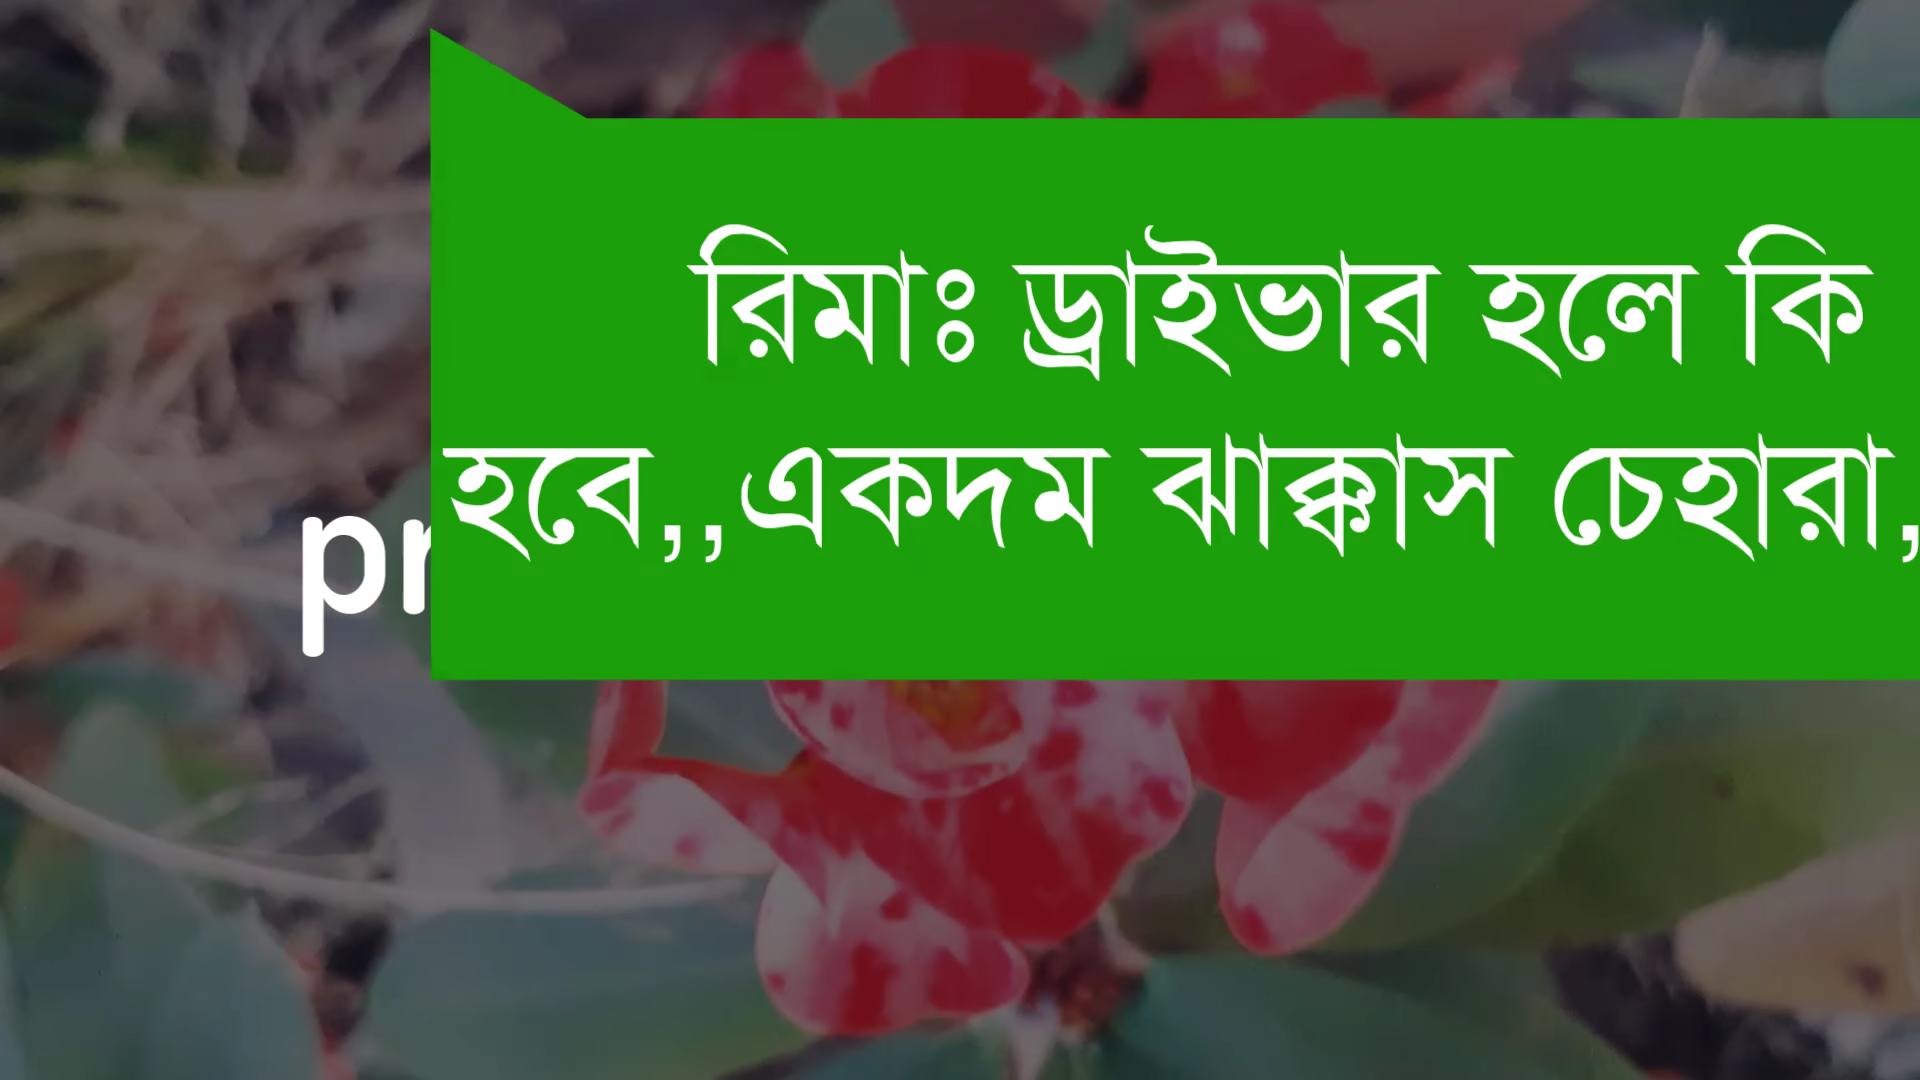 রিমাঃ ড্রাইভার হলে কি
হবে,,একদম ঝাক্কাস চেহারা,